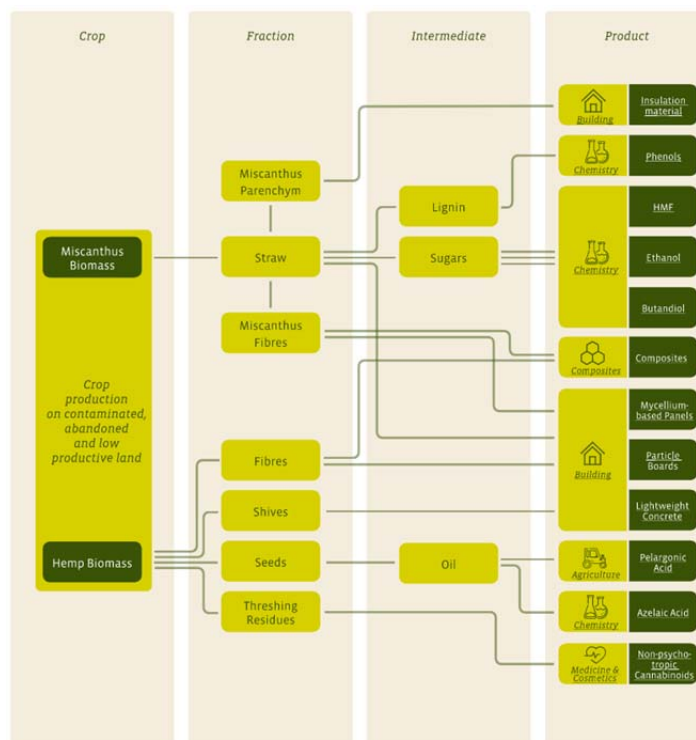 Crop
Fraction
Intermediate
Product
Building
Insulation
material
Miscanthus
Parenchym
Chemistry
Phenols
Lignin
HMF
Miscanthus
Biomass
Straw
Sugars
Chemistry
Ethanol
Butandiol
Miscanthus
Fibres
Composites
Composites
Crop
production
on contaminated,
abandoned
and low
productive land
Mycellium-
based Panels
Fibres
Building
Particle
Boards
Shives
Lightweight
Concrete
Hemp Biomass
Seeds
Oil
Agriculture
Pelargonic
Acid
Threshing
Residues
Chemistry
Azelaic Acid
Medicine &
Cosmetics
Non-psycho-
tropic
Cannabinoids